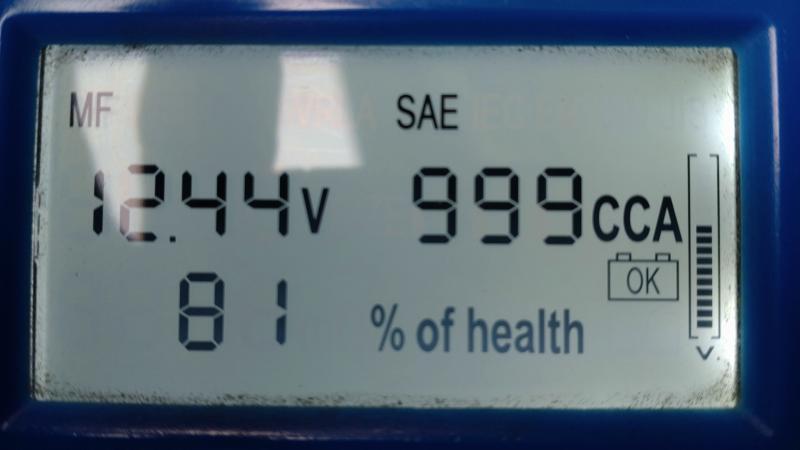 MF SAE
12.44V 999CCA
OK
81 % of health
V